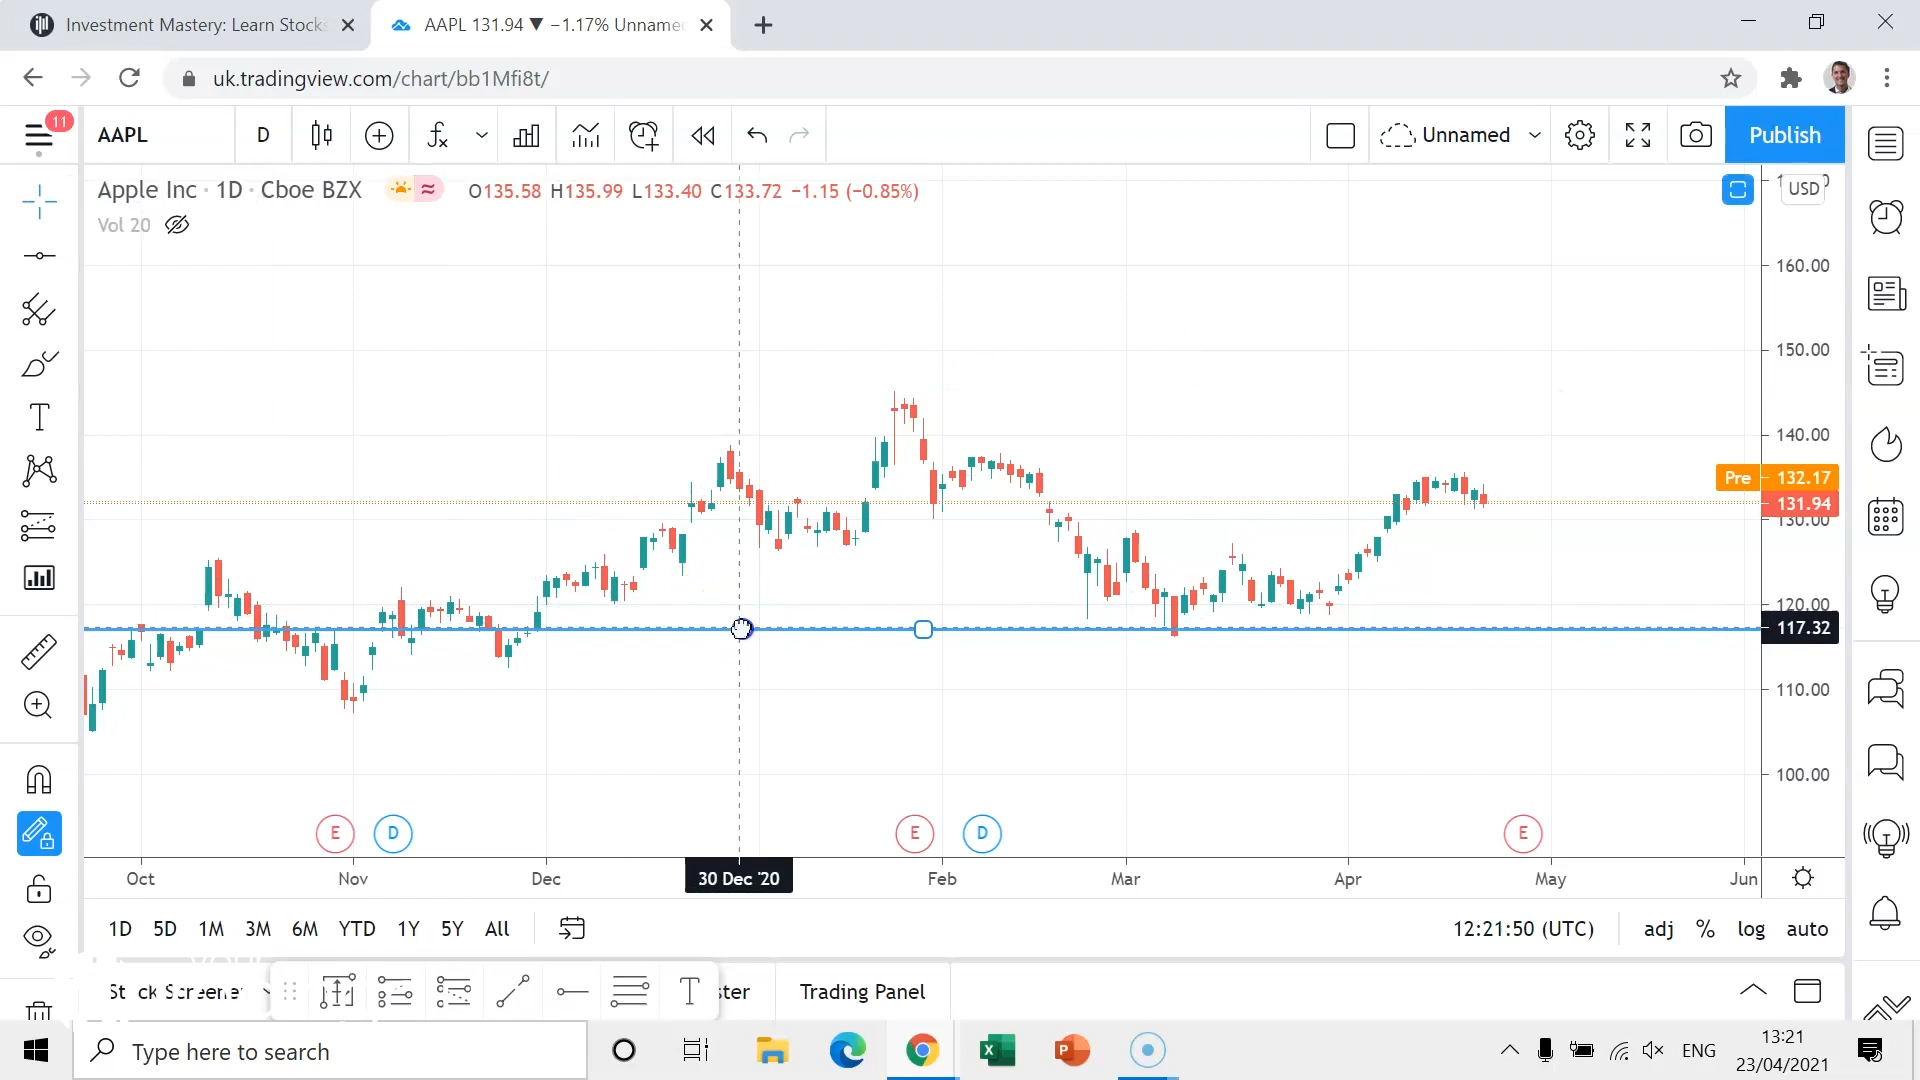 Investment Mastery: Learn Stocks
AAPL 131.94 ▼ −1.17% Unname
uk.tradingview.com/chart/bb1Mfi8t/
11
AAPL
D
Unnamed
Publish
Apple Inc · 1D · Cboe BZX
O135.58 H135.99 L133.40 C133.72 −1.15 (−0.85%)
USD
Vol 20
160.00
150.00
140.00
Pre 132.17
131.94
130.00
120.00
117.32
110.00
100.00
E D E D E
Oct Nov Dec 30 Dec '20 Feb Mar Apr May Jun
1D 5D 1M 3M 6M YTD 1Y 5Y All
12:21:50 (UTC) adj % log auto
Trading Panel
Type here to search
ENG
13:21
23/04/2021